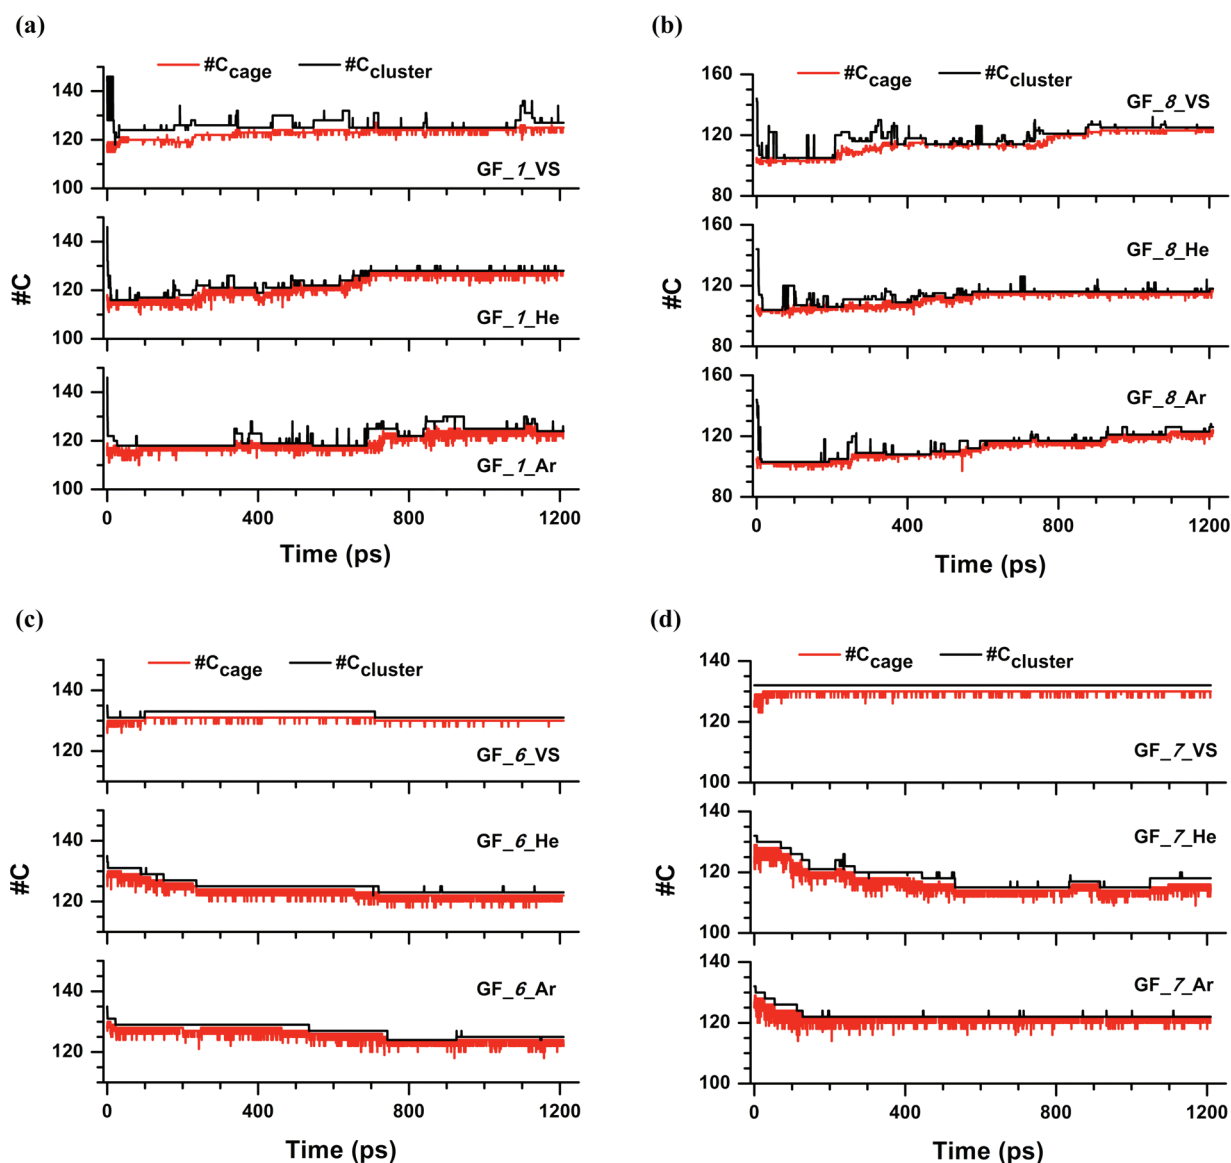 (a)
#Ccage #Ccluster
140
120
100
GF_1_VS
140
120
100
GF_1_He
#C
140
120
100
GF_1_Ar
0 400 800 1200
Time (ps)
(b)
#Ccage #Ccluster
160
120
80
GF_8_VS
160
120
80
GF_8_He
#C
160
120
80
GF_8_Ar
0 400 800 1200
Time (ps)
(c)
#Ccage #Ccluster
140
120
GF_6_VS
140
120
GF_6_He
#C
140
120
GF_6_Ar
0 400 800 1200
Time (ps)
(d)
#Ccage #Ccluster
140
120
100
GF_7_VS
140
120
100
GF_7_He
#C
140
120
100
GF_7_Ar
0 400 800 1200
Time (ps)